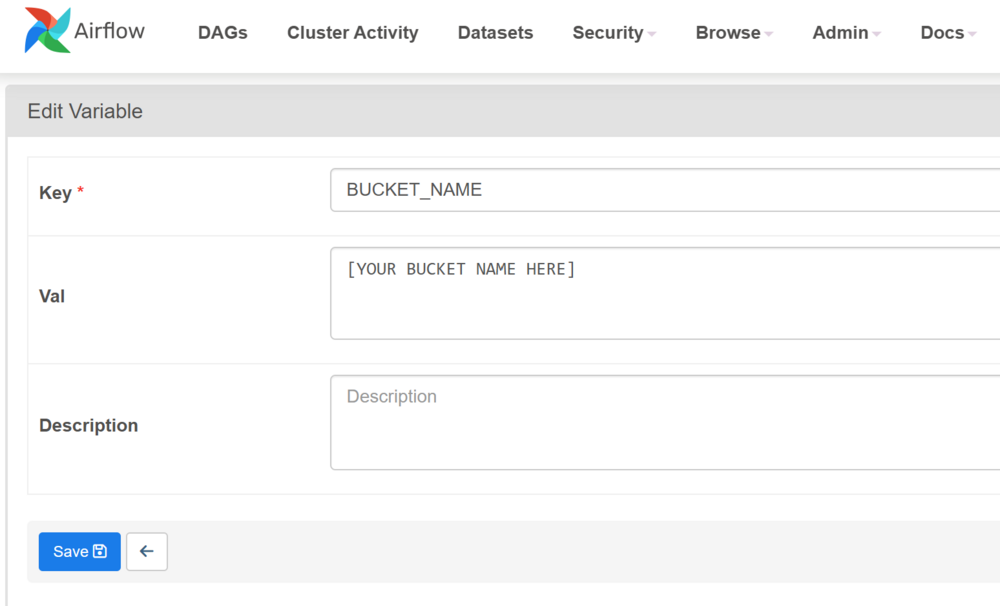 Airflow DAGs Cluster Activity Datasets Security Browse Admin Docs
Edit Variable
Key * BUCKET_NAME
Val [YOUR BUCKET NAME HERE]
Description Description
Save